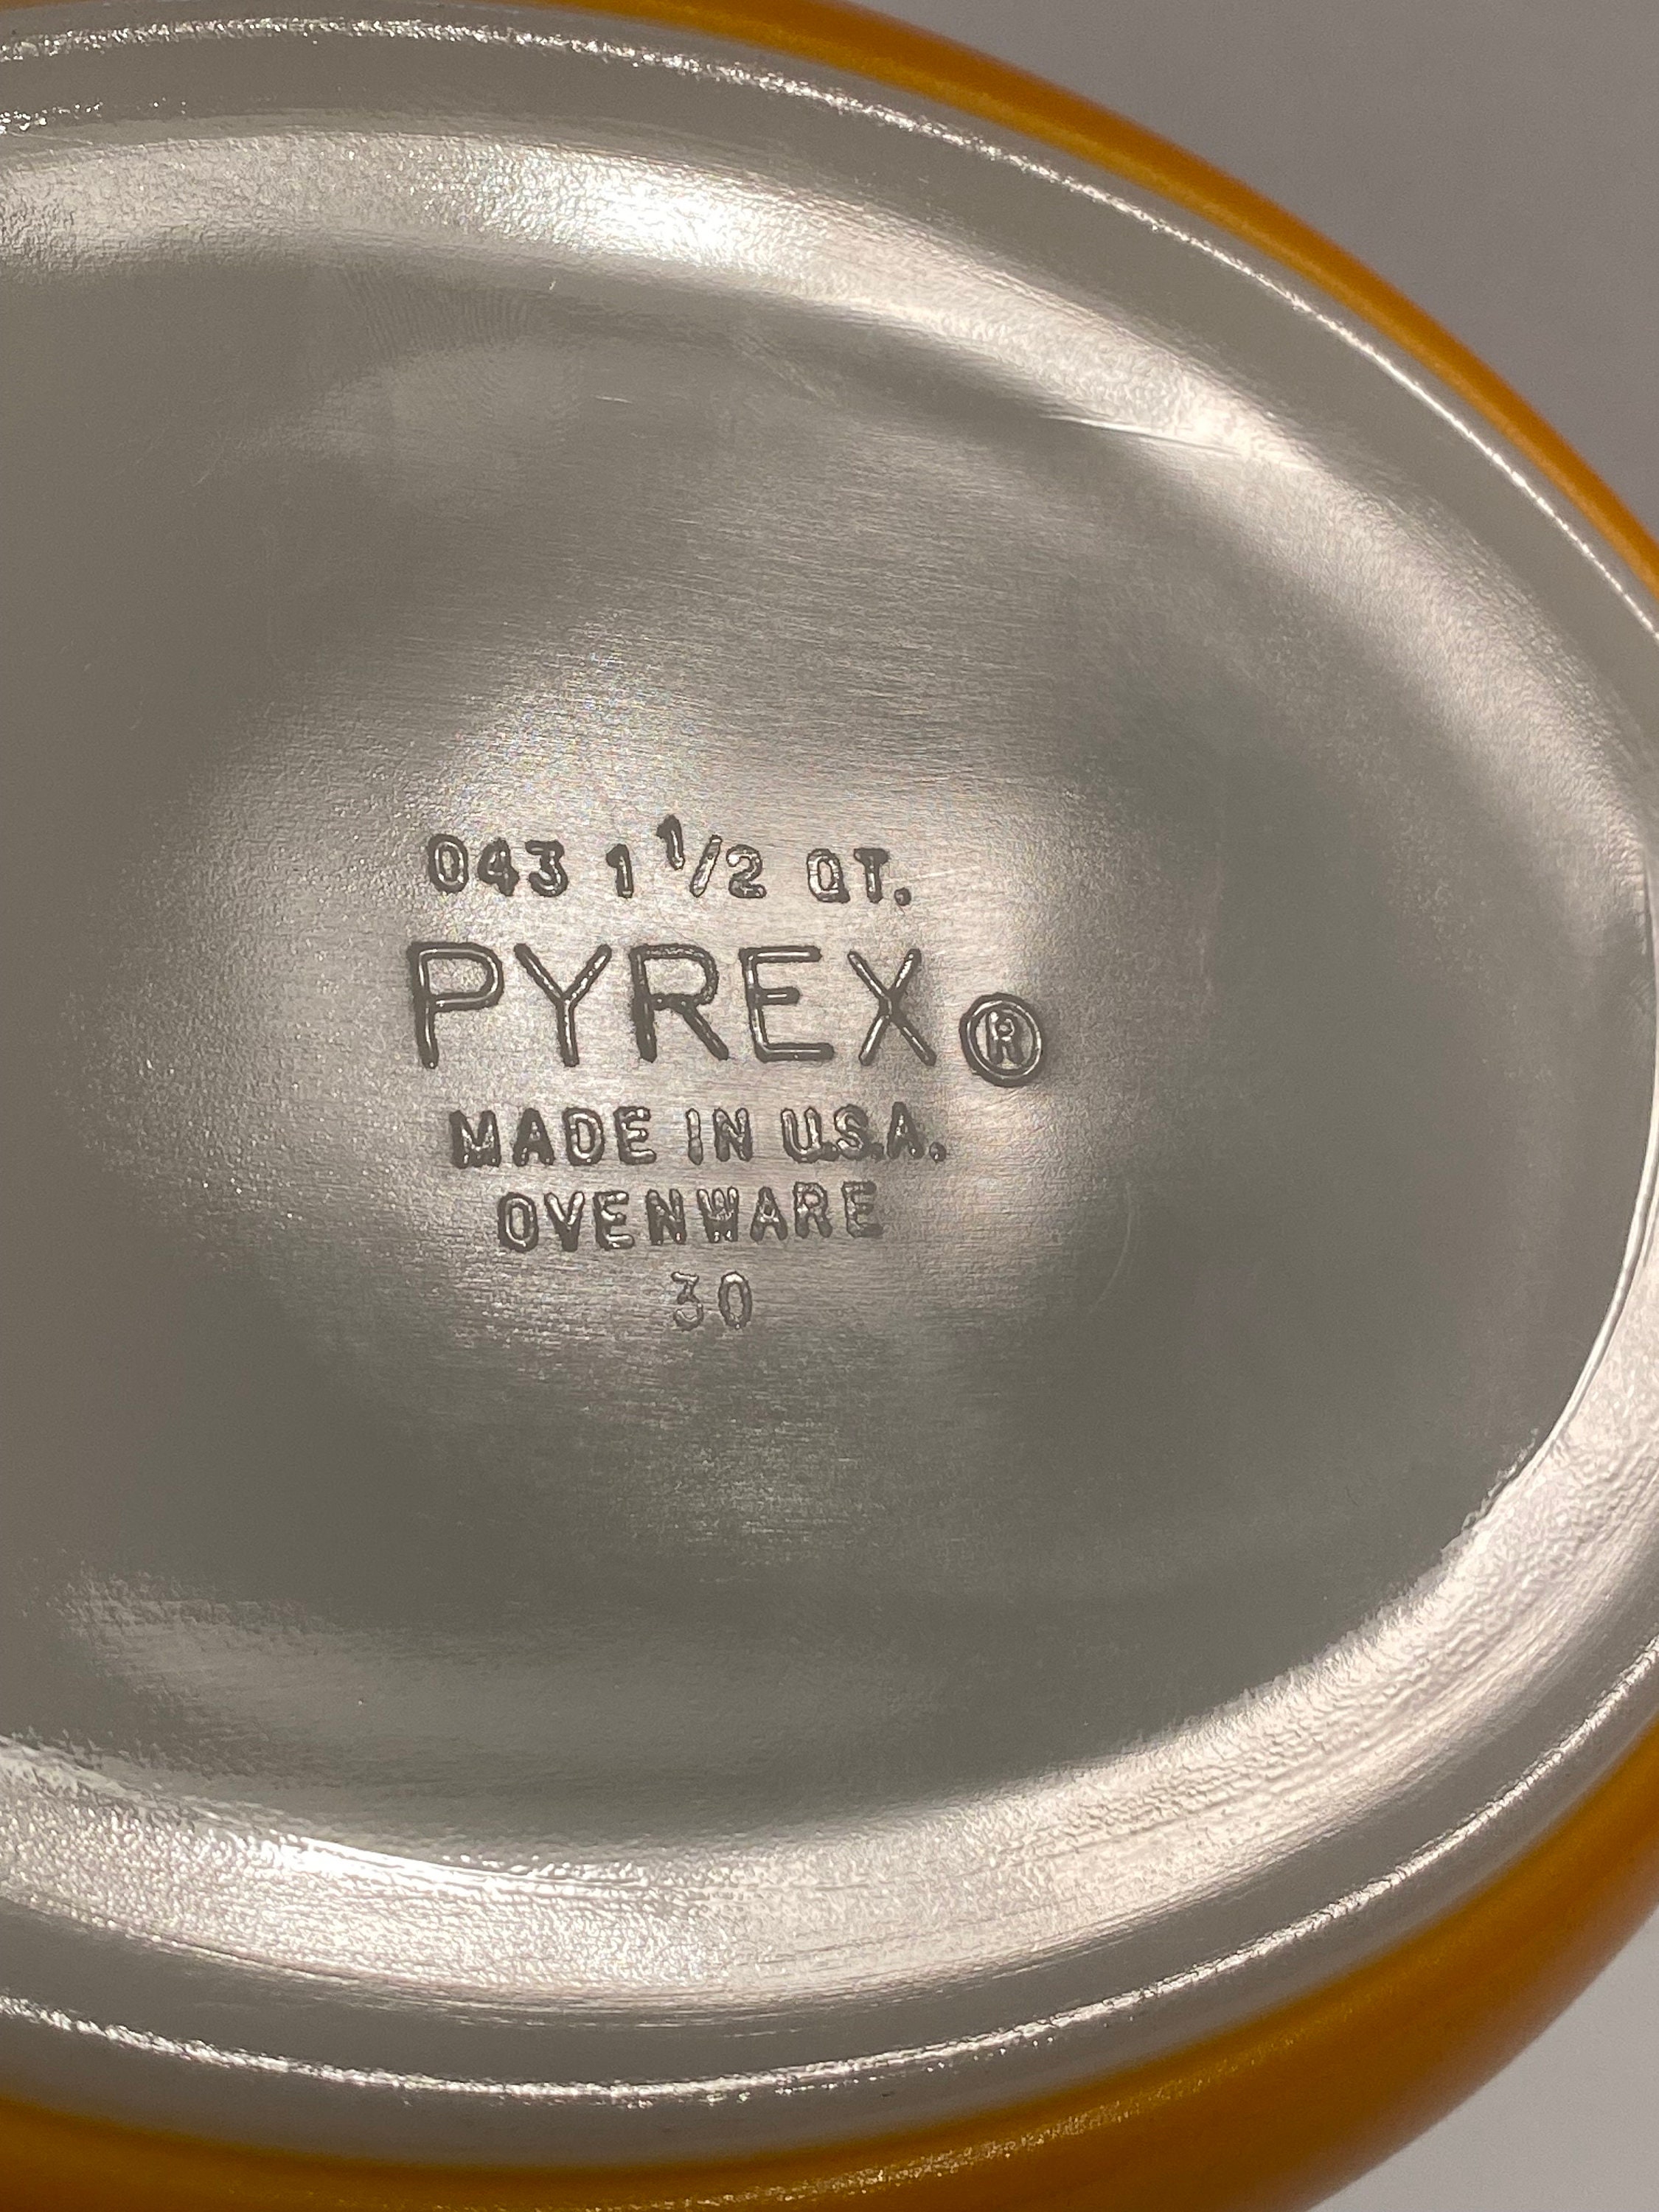 043 1 1/2 QT.
PYREX®
MADE IN U.S.A.
OVENWARE
30